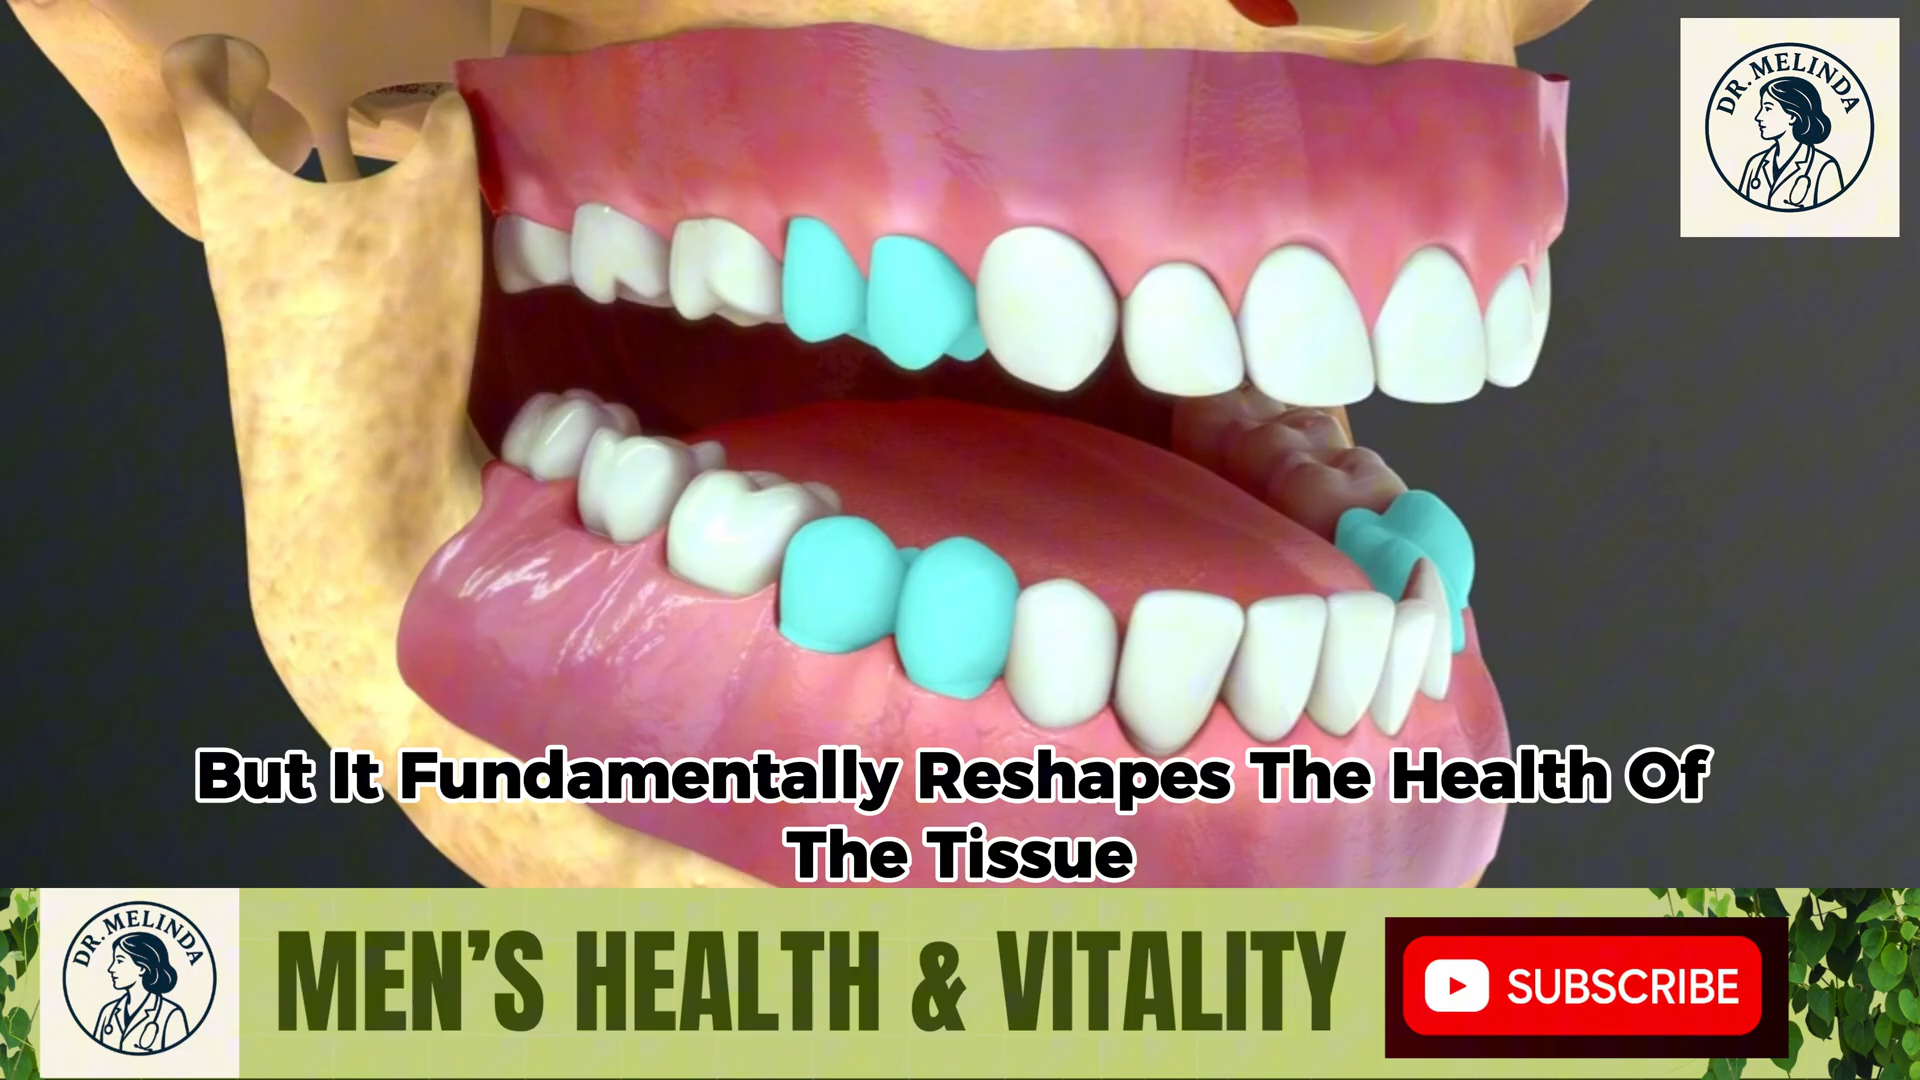 DR. MELINDA
But It Fundamentally Reshapes The Health Of
The Tissue
DR. MELINDA
MEN'S HEALTH & VITALITY
SUBSCRIBE